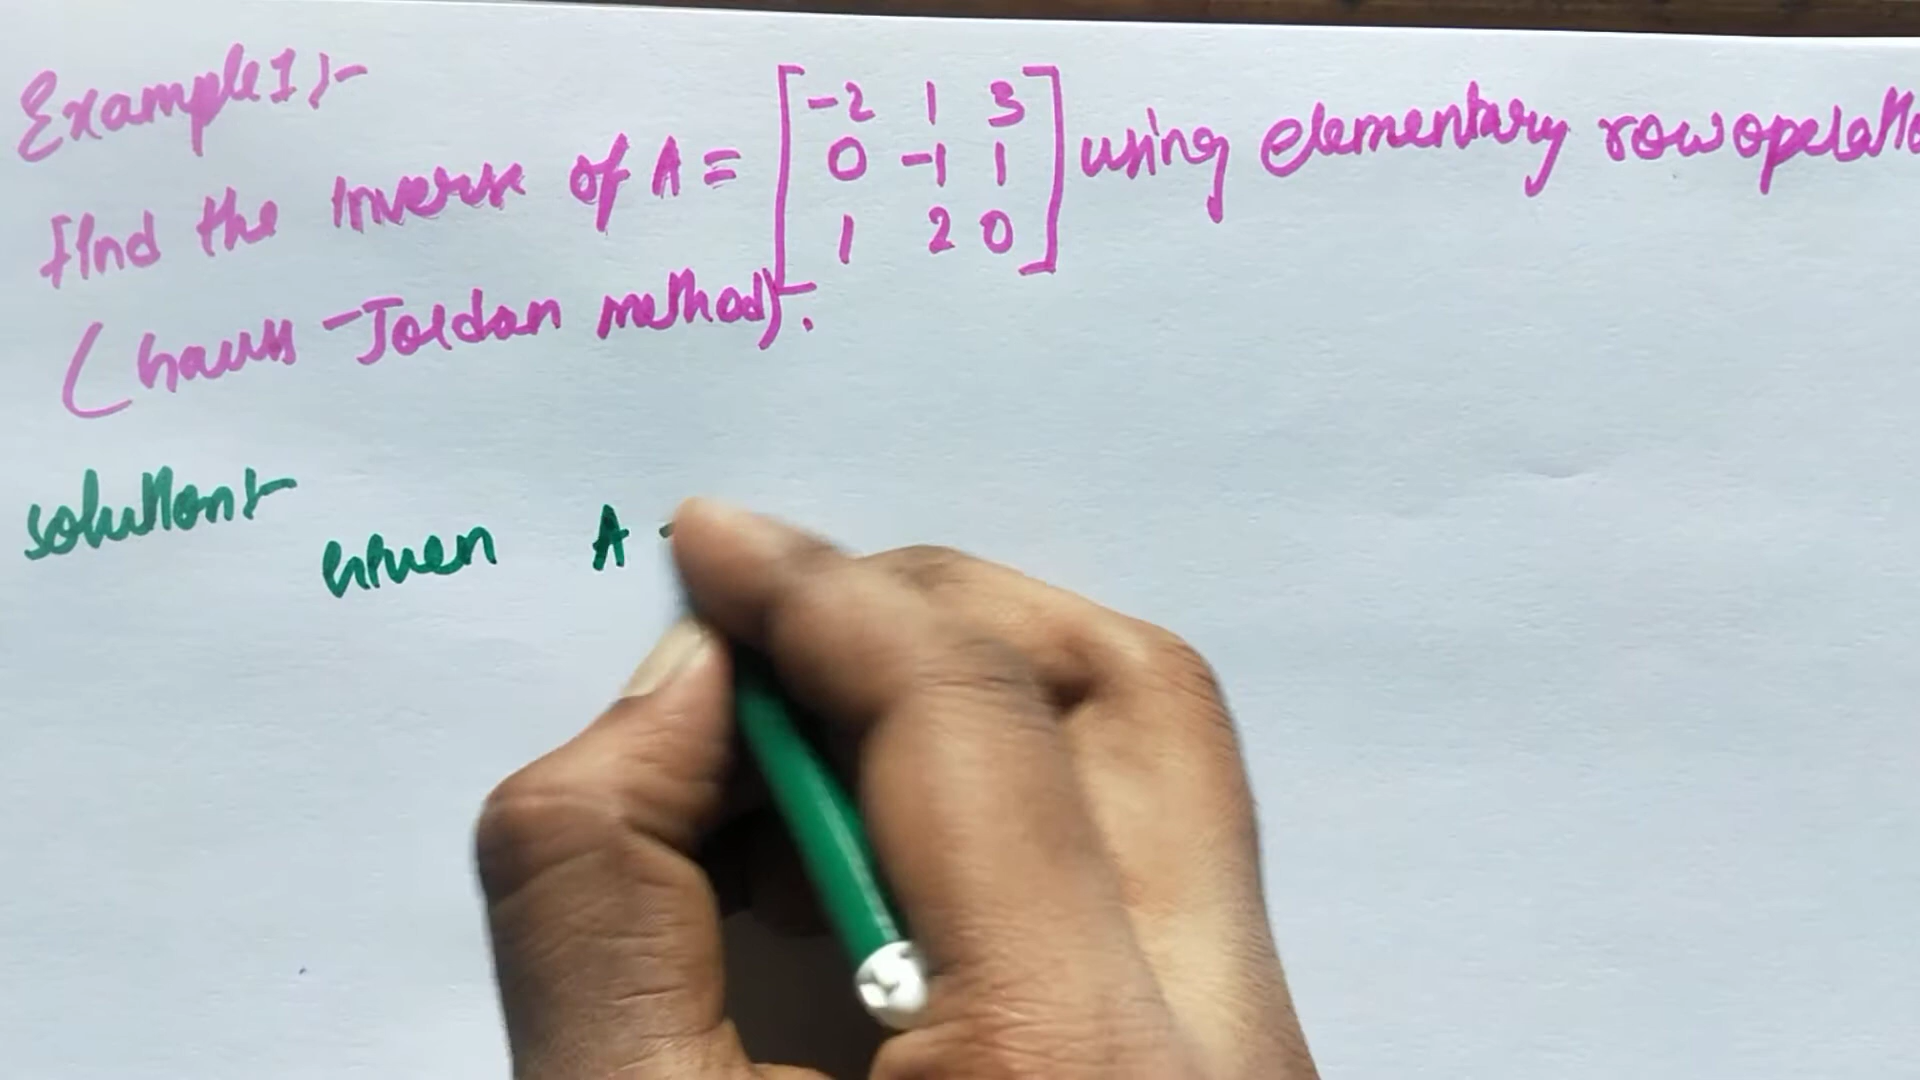 Example 1 :-
find the inverse of A = [-2 1 3
0 -1 1
1 2 0] using elementary row operatio
(Gauss-Jordan method).
solution:-
Given A